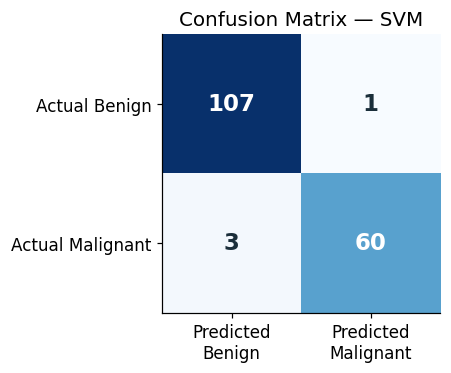 Confusion Matrix — SVM
Actual Benign 107 1
Actual Malignant 3 60
Predicted Benign
Predicted Malignant